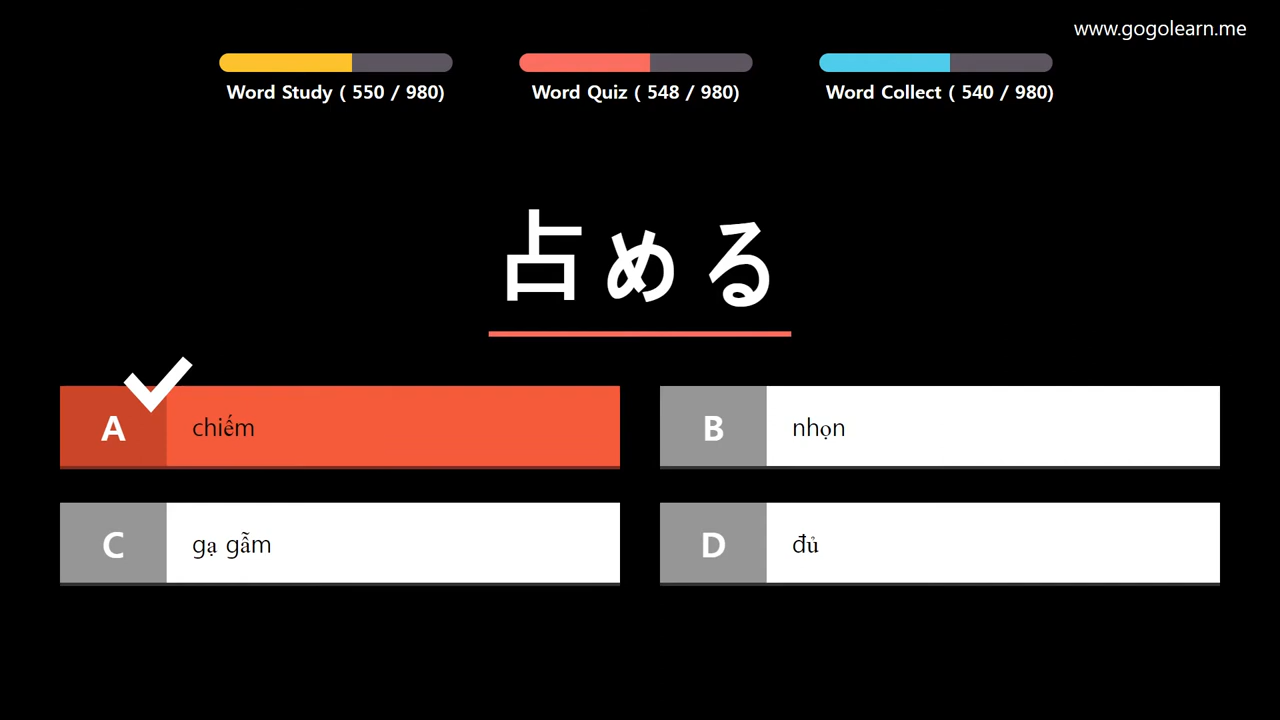 www.gogolearn.me
Word Study ( 550 / 980)
Word Quiz ( 548 / 980)
Word Collect ( 540 / 980)
占める
A chiếm
B nhọn
C gạ gẫm
D đủ